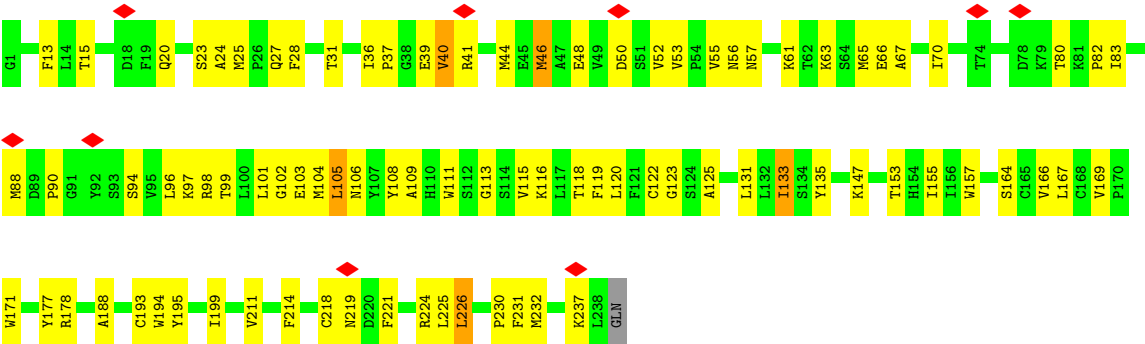 G1 F13 L14 T15 D18 F19 Q20 S23 A24 M25 P26 Q27 F28 T31 I36 P37 G38 E39 V40 R41 M44 E45 M46 A47 E48 V49 D50 S51 V52 V53 P54 V55 N56 N57 K61 T62 K63 S64 M65 E66 A67 I70 T74 D78 K79 T80 K81 P82 I83
M88 D89 P90 G91 Y92 S93 S94 V95 L96 K97 R98 T99 L100 L101 G102 E103 M104 L105 N106 Y107 Y108 A109 H110 W111 S112 G113 S114 V115 K116 L117 T118 F119 L120 F121 C122 G123 S124 A125 L131 L132 I133 S134 Y135 K147 T153 H154 I155 I156 W157 S164 C165 V166 L167 C168 V169 P170
W171 Y177 R178 A188 C193 W194 Y195 I199 V211 F214 C218 N219 D220 F221 R224 L225 L226 P230 F231 M232 K237 L238 GLN